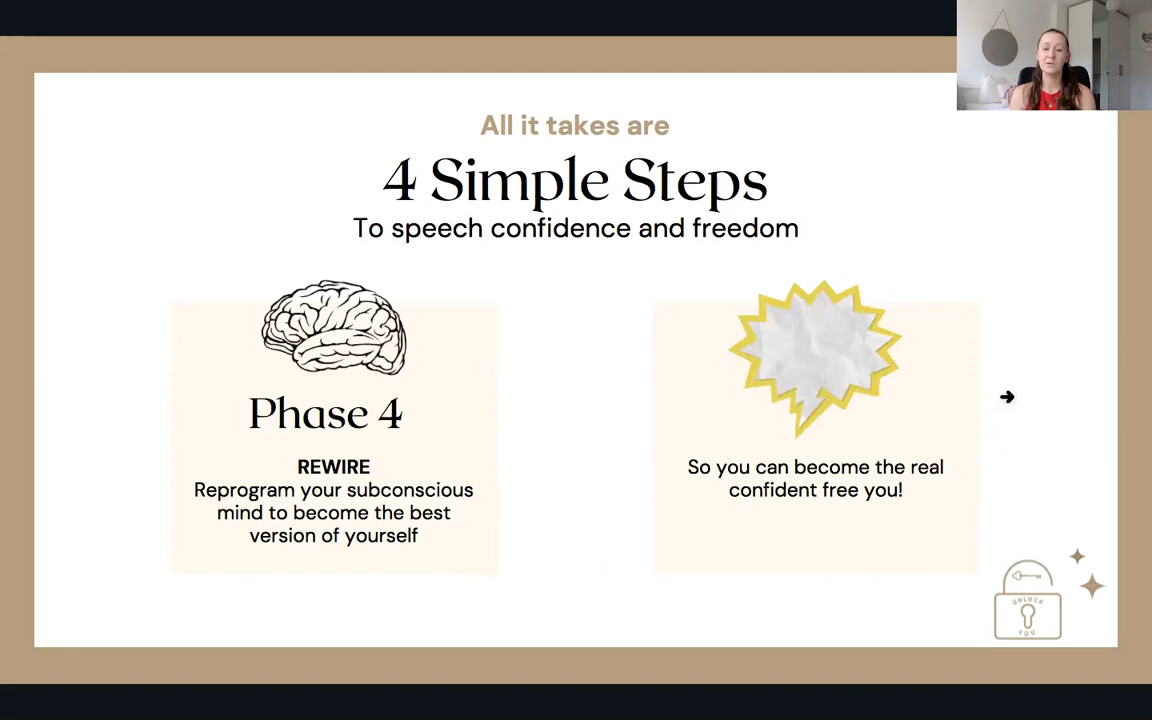 All it takes are
4 Simple Steps
To speech confidence and freedom
Phase 4
REWIRE
Reprogram your subconscious
mind to become the best
version of yourself
So you can become the real
confident free you!
UNLOCK
YOU